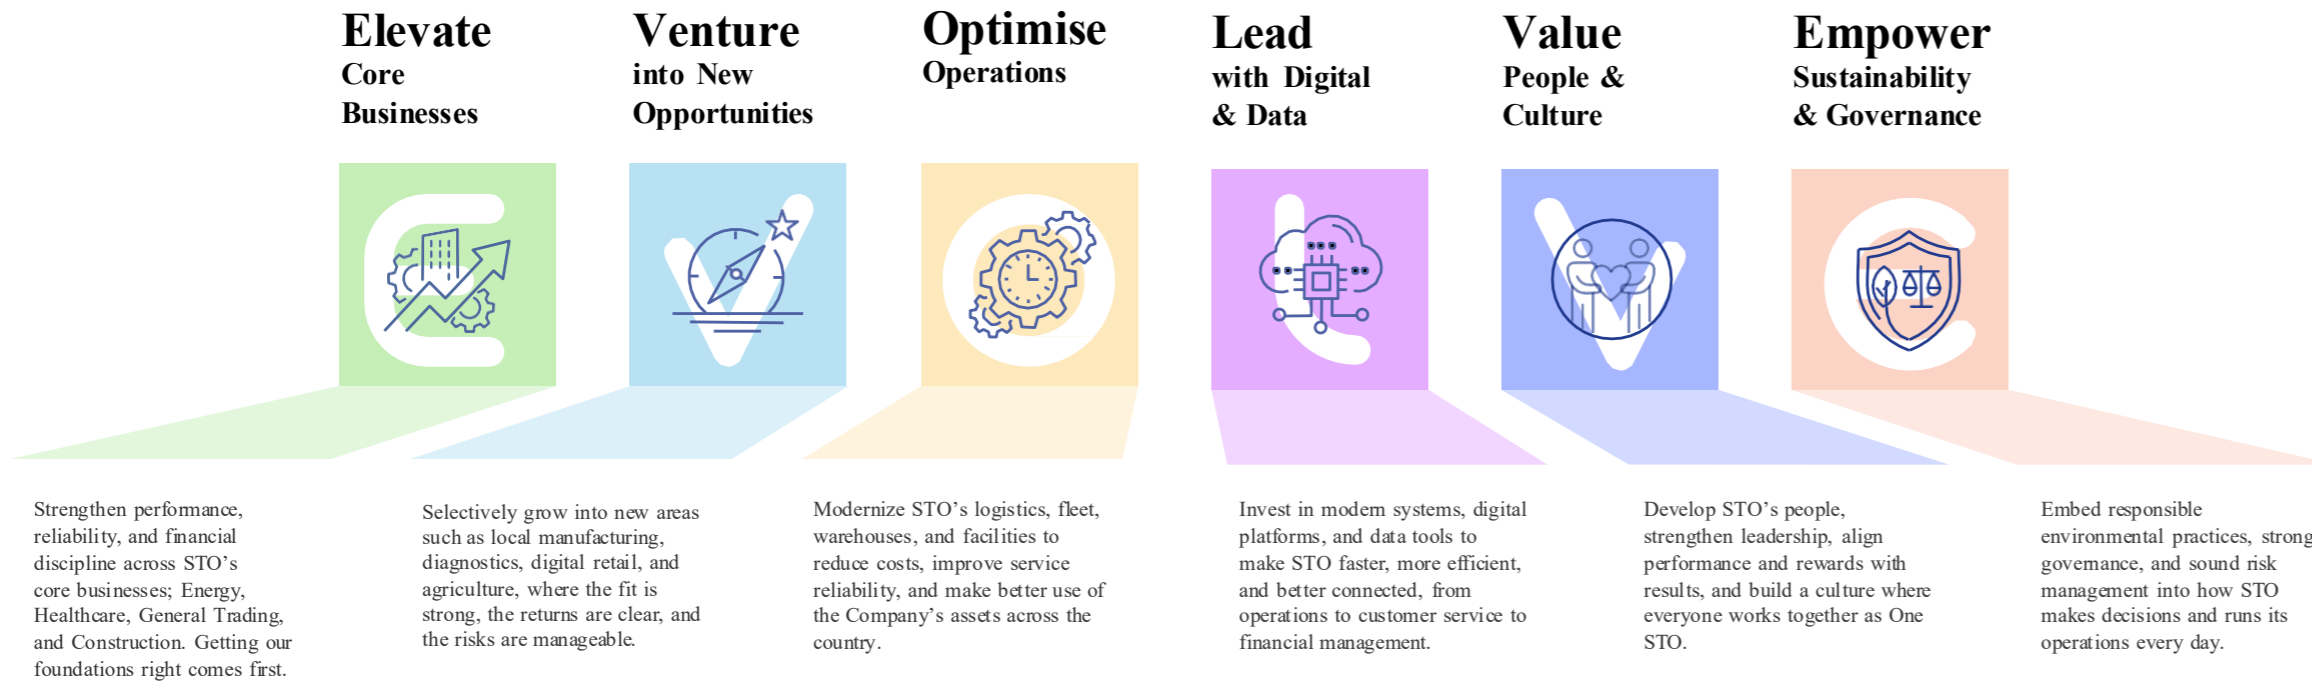 Elevate
Core
Businesses
Venture
into New
Opportunities
Optimise
Operations
Lead
with Digital
& Data
Value
People &
Culture
Empower
Sustainability
& Governance
Strengthen performance,
reliability, and financial
discipline across STO’s
core businesses; Energy,
Healthcare, General Trading,
and Construction. Getting our
foundations right comes first.
Selectively grow into new areas
such as local manufacturing,
diagnostics, digital retail, and
agriculture, where the fit is
strong, the returns are clear, and
the risks are manageable.
Modernize STO’s logistics, fleet,
warehouses, and facilities to
reduce costs, improve service
reliability, and make better use of
the Company’s assets across the
country.
Invest in modern systems, digital
platforms, and data tools to
make STO faster, more efficient,
and better connected, from
operations to customer service to
financial management.
Develop STO’s people,
strengthen leadership, align
performance and rewards with
results, and build a culture where
everyone works together as One
STO.
Embed responsible
environmental practices, strong
governance, and sound risk
management into how STO
makes decisions and runs its
operations every day.